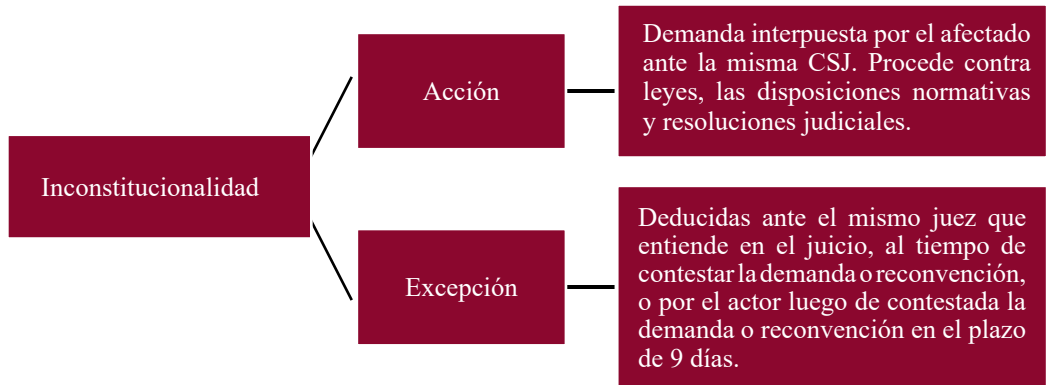 Inconstitucionalidad
Acción
Demanda interpuesta por el afectado
ante la misma CSJ. Procede contra
leyes, las disposiciones normativas
y resoluciones judiciales.
Excepción
Deducidas ante el mismo juez que
entiende en el juicio, al tiempo de
contestar la demanda o reconvención,
o por el actor luego de contestada la
demanda o reconvención en el plazo
de 9 días.